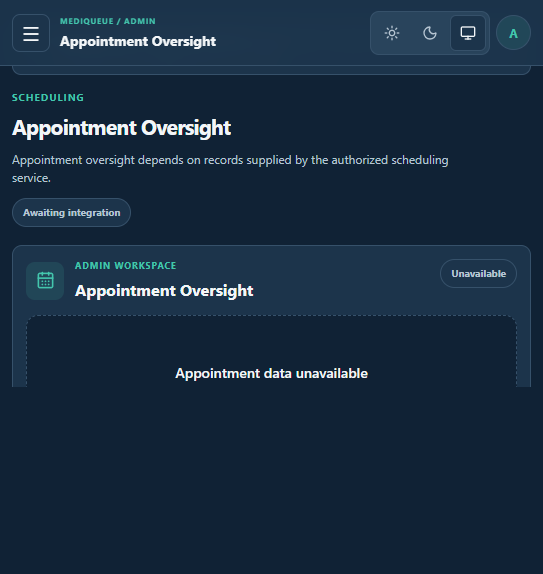 MEDIQUEUE / ADMIN
Appointment Oversight
A
SCHEDULING
Appointment Oversight
Appointment oversight depends on records supplied by the authorized scheduling
service.
Awaiting integration
ADMIN WORKSPACE
Unavailable
Appointment Oversight
Appointment data unavailable